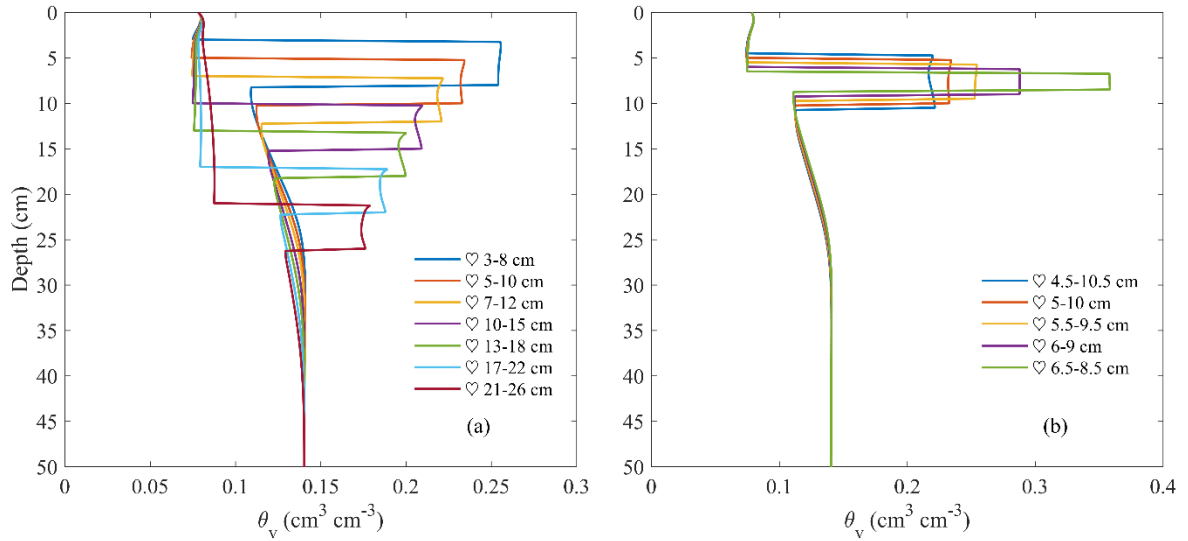 0
5
10
15
20
25
30
35
40
45
50
Depth (cm)
♡ 3-8 cm
♡ 5-10 cm
♡ 7-12 cm
♡ 10-15 cm
♡ 13-18 cm
♡ 17-22 cm
♡ 21-26 cm
(a)
0 0.05 0.1 0.15 0.2 0.25 0.3
θv (cm³ cm⁻³)
0
5
10
15
20
25
30
35
40
45
50
♡ 4.5-10.5 cm
♡ 5-10 cm
♡ 5.5-9.5 cm
♡ 6-9 cm
♡ 6.5-8.5 cm
(b)
0 0.1 0.2 0.3 0.4
θv (cm³ cm⁻³)